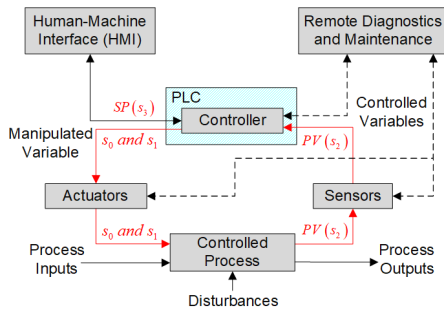 Human-Machine
Interface (HMI)
Remote Diagnostics
and Maintenance
PLC
SP(s₃)
Controller
Controlled
Variables
Manipulated
Variable
s₀ and s₁
PV(s₂)
Actuators
Sensors
s₀ and s₁
PV(s₂)
Process
Inputs
Controlled
Process
Process
Outputs
Disturbances